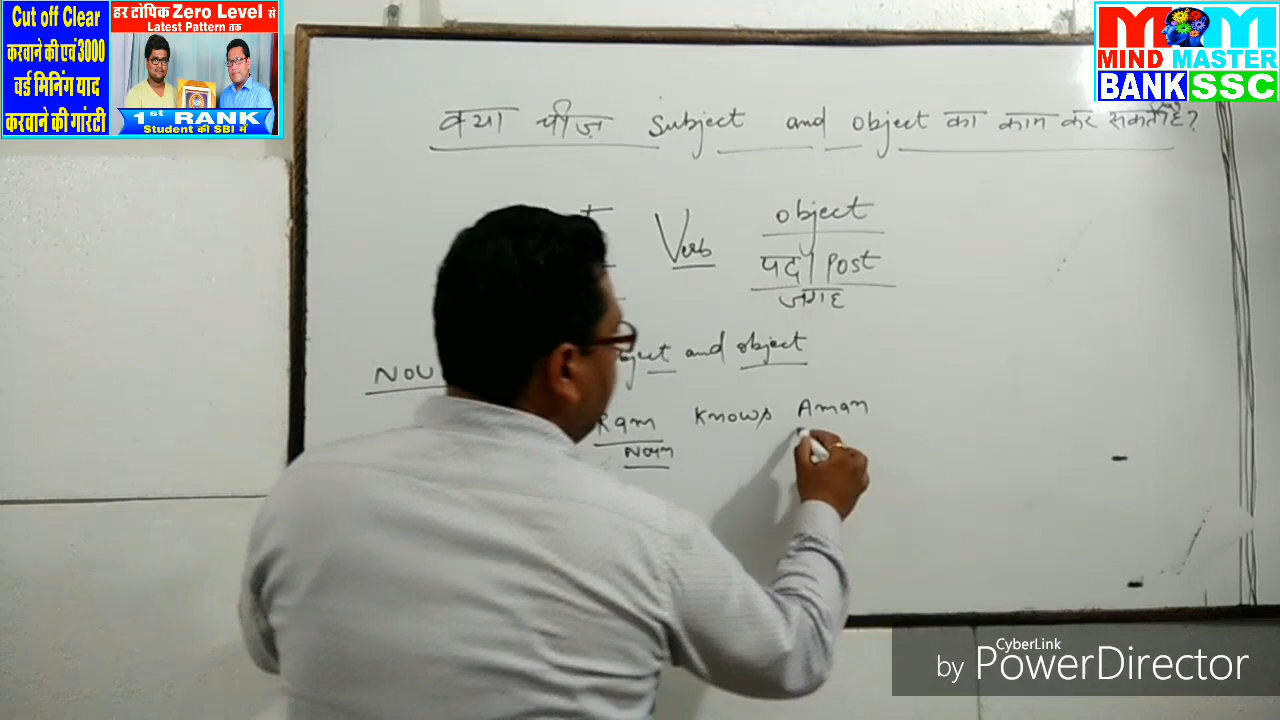 Cut off Clear
करवाने की एवं 3000
वर्ड मिनिंग याद
करवाने की गारंटी
हर टोपिक Zero Level से
Latest Pattern तक
1st RANK
Student की SBI में
MOM
MIND MASTER
BANK SSC
क्या चीज़ Subject and object का काम कर सकता है?
Verb object
पद / Post
जगह
and object
Ram knows Aman
Noun
CyberLink
by PowerDirector